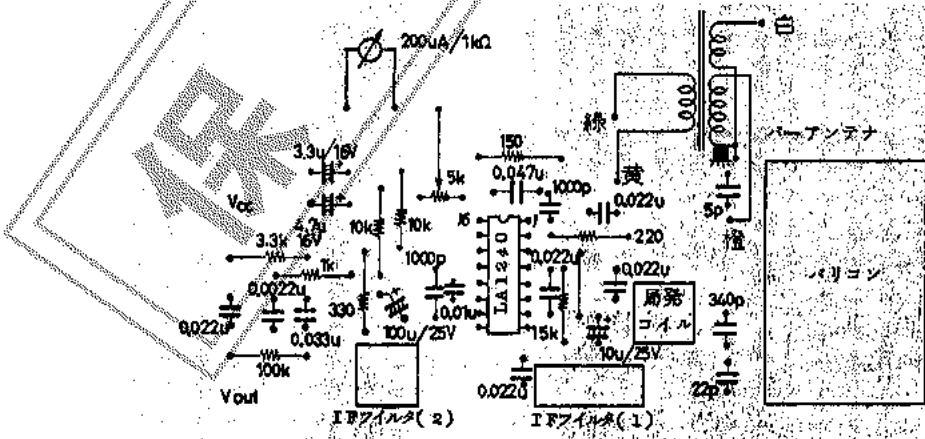 200uA/1kΩ
白
緑
バーアンテナ
150
黒
3.3u 16V
0.047u
黄
1000p
5k
0.022u
5p
Vcc
16V
10k
10k
橙
3.3k
220
1k
1000p
LA1240
0.022u
0.022u
バリコン
0.0022u
局発
コイル
340p
0.022u
330
0.01u
0.033u
100u/25V
15k
10u/25V
100k
0.022u
22p
Vout
IFフィルタ(2)
IFフィルタ(1)
保